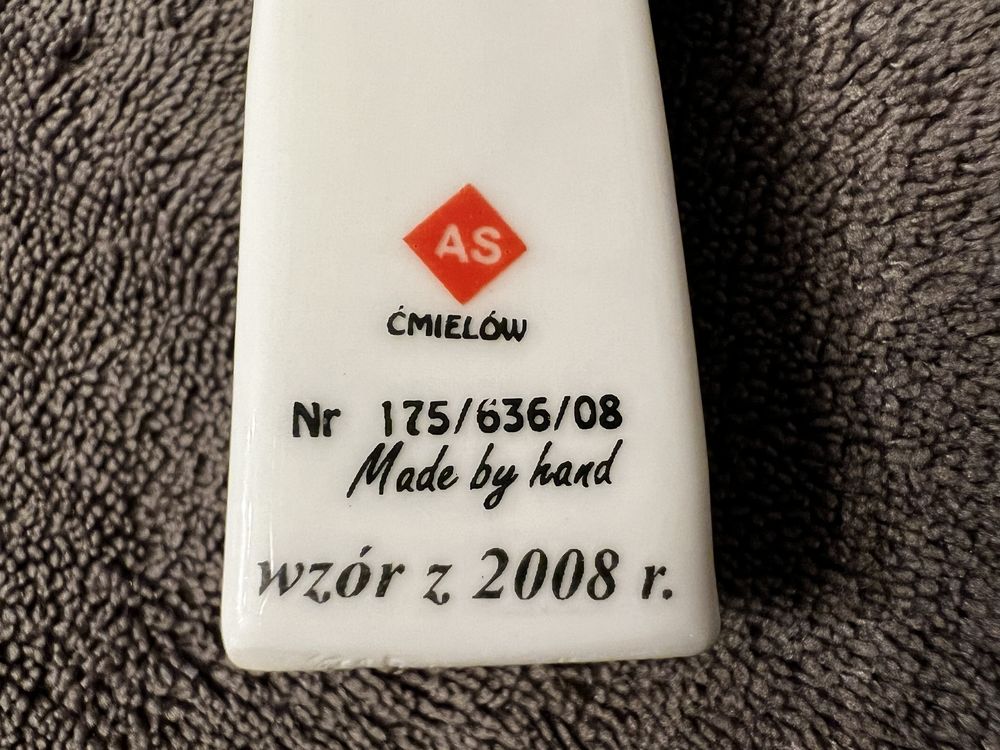 AS
ĆMIELÓW
Nr 175/636/08
Made by hand
wzór z 2008 r.